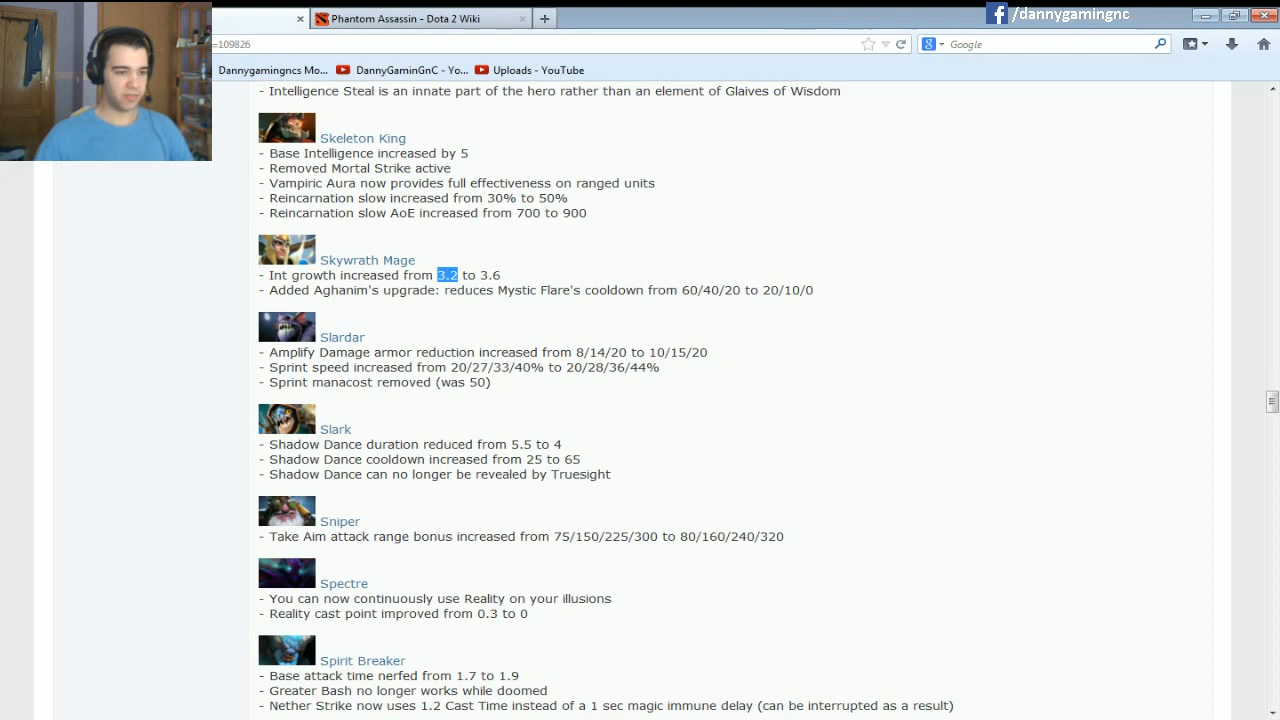 Phantom Assassin - Dota 2 Wiki
/dannygamingnc
=109826
Google
Dannygamingncs Mo...
DannyGaminGnC - Yo...
Uploads - YouTube
- Intelligence Steal is an innate part of the hero rather than an element of Glaives of Wisdom
Skeleton King
- Base Intelligence increased by 5
- Removed Mortal Strike active
- Vampiric Aura now provides full effectiveness on ranged units
- Reincarnation slow increased from 30% to 50%
- Reincarnation slow AoE increased from 700 to 900
Skywrath Mage
- Int growth increased from 3.2 to 3.6
- Added Aghanim's upgrade: reduces Mystic Flare's cooldown from 60/40/20 to 20/10/0
Slardar
- Amplify Damage armor reduction increased from 8/14/20 to 10/15/20
- Sprint speed increased from 20/27/33/40% to 20/28/36/44%
- Sprint manacost removed (was 50)
Slark
- Shadow Dance duration reduced from 5.5 to 4
- Shadow Dance cooldown increased from 25 to 65
- Shadow Dance can no longer be revealed by Truesight
Sniper
- Take Aim attack range bonus increased from 75/150/225/300 to 80/160/240/320
Spectre
- You can now continuously use Reality on your illusions
- Reality cast point improved from 0.3 to 0
Spirit Breaker
- Base attack time nerfed from 1.7 to 1.9
- Greater Bash no longer works while doomed
- Nether Strike now uses 1.2 Cast Time instead of a 1 sec magic immune delay (can be interrupted as a result)